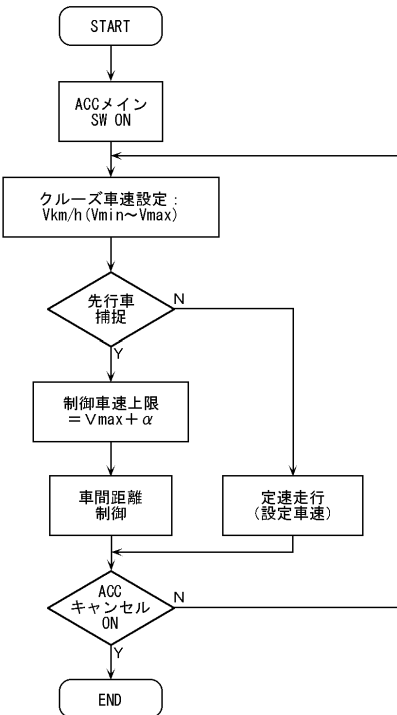 START
ACCメイン
SW ON
クルーズ車速設定:
Vkm/h(Vmin~Vmax)
先行車
捕捉
N
Y
制御車速上限
=Vmax+α
車間距離
制御
定速走行
(設定車速)
ACC
キャンセル
ON
N
Y
END